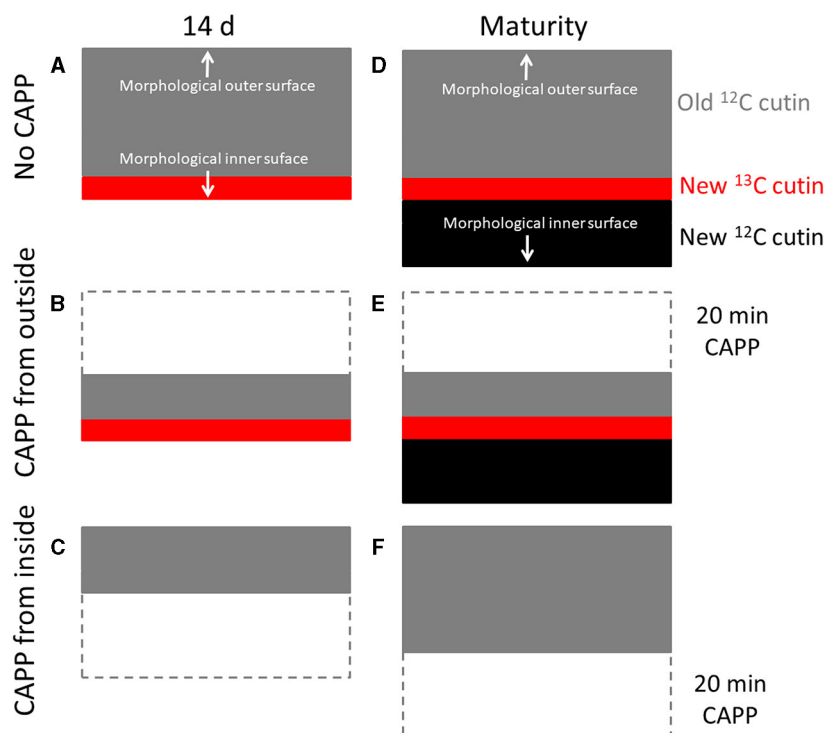 14 d
Maturity
No CAPP
A
Morphological outer surface
Morphological inner suface
D
Morphological outer surface
Morphological inner surface
Old ¹²C cutin
New ¹³C cutin
New ¹²C cutin
CAPP from outside
B
E
20 min
CAPP
CAPP from inside
C
F
20 min
CAPP